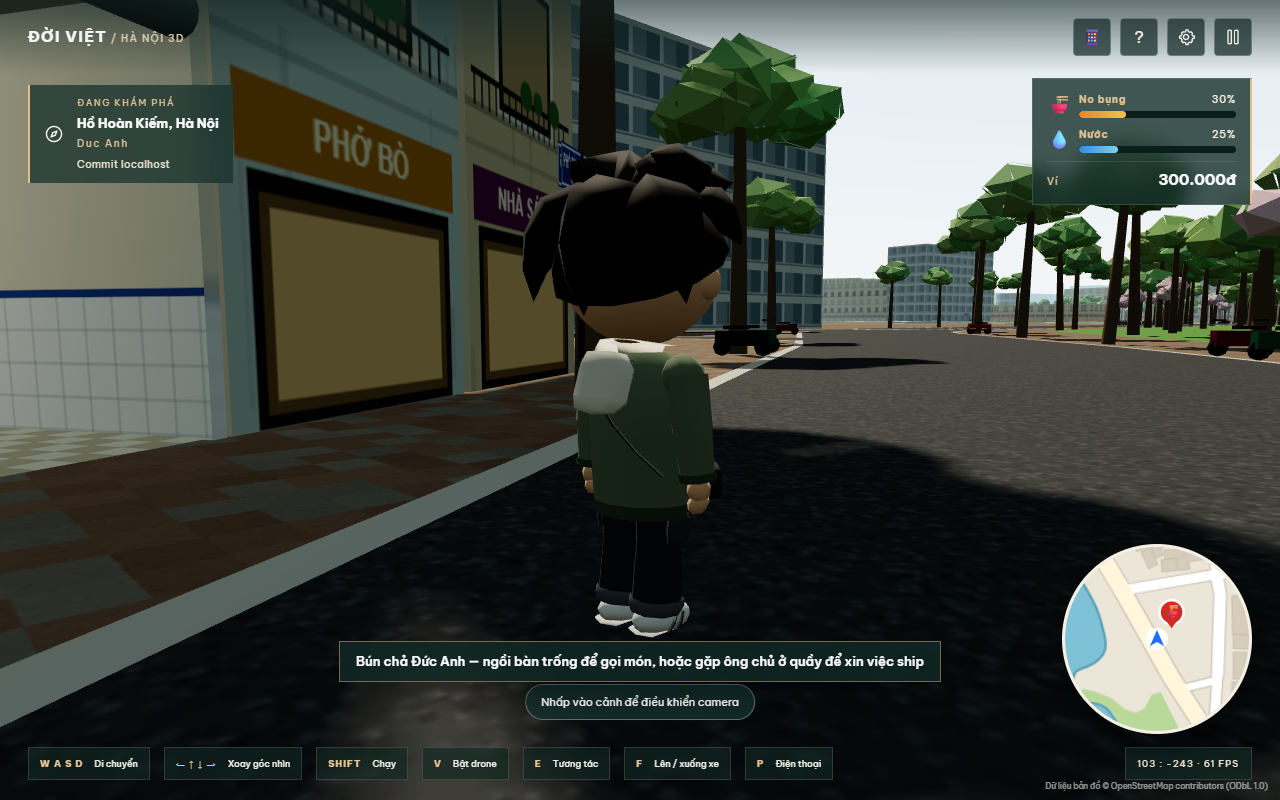 ĐỜI VIỆT / HÀ NỘI 3D
?
ĐANG KHÁM PHÁ
Hồ Hoàn Kiếm, Hà Nội
Duc Anh
Commit localhost
No bụng 30%
Nước 25%
Ví 300.000đ
PHỞ BÒ
NHÀ
Bún chả Đức Anh — ngồi bàn trống để gọi món, hoặc gặp ông chủ ở quầy để xin việc ship
Nhấp vào cảnh để điều khiển camera
W A S D Di chuyển
←↑↓→ Xoay góc nhìn
SHIFT Chạy
V Bật drone
E Tương tác
F Lên / xuống xe
P Điện thoại
103 : -243 · 61 FPS
Dữ liệu bản đồ © OpenStreetMap contributors (ODbL 1.0)